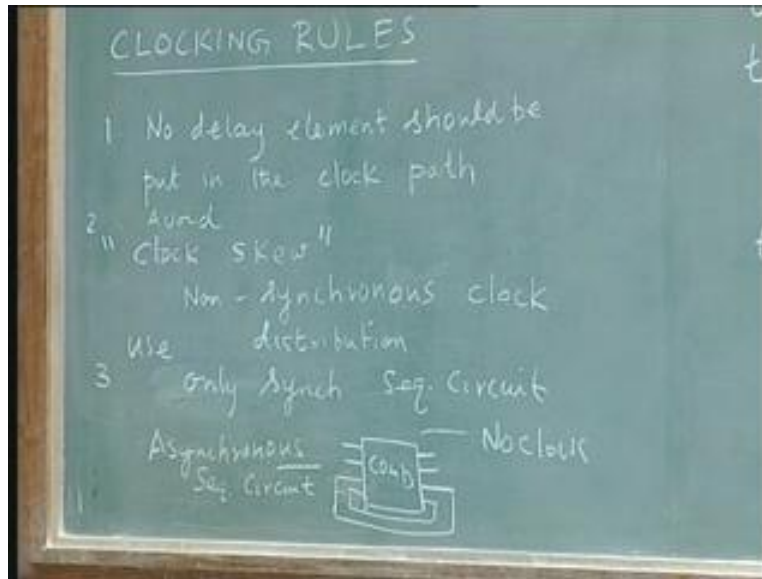 CLOCKING RULES
1 No delay element should be
put in the clock path
2 Avoid
"Clock Skew"
Non-synchronous clock
distribution
use
3 only synch Seq. Circuit
Asynchronous
Seq. Circuit
Comb
No clock